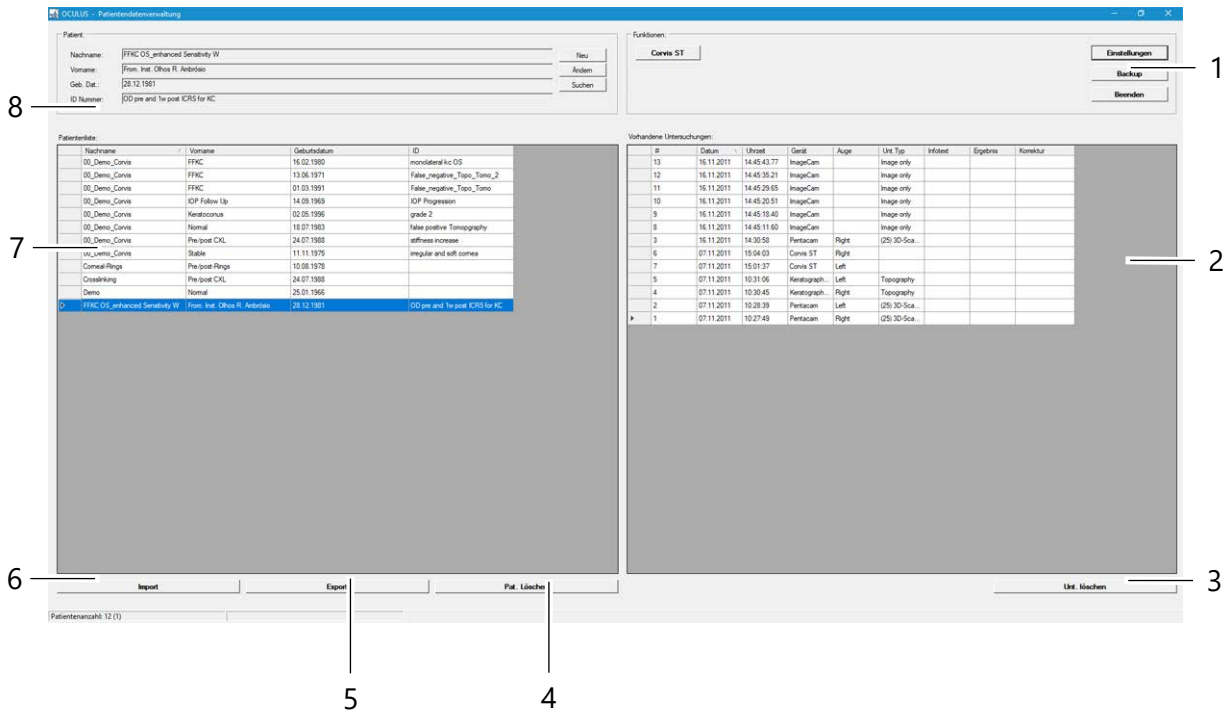 OCULUS - Patientendatenverwaltung
Patient:
Nachname: FFKC OS_enhanced Sensitivity W Neu
Vorname: From. Inst. Olhos R. Ambrósio Ändern
Geb. Dat.: 28.12.1981 Suchen
ID Nummer: OD pre and 1w post ICRS for KC
8
Funktionen:
Corvis ST Einstellungen
Backup
Beenden
1
Patientenliste:
Nachname Vorname Geburtsdatum ID
00_Demo_Corvis FFKC 16.02.1980 monolateral kc OS
00_Demo_Corvis FFKC 13.06.1971 False_negative_Topo_Tomo_2
00_Demo_Corvis FFKC 01.03.1991 False_negative_Topo_Tomo
00_Demo_Corvis IOP Follow Up 14.09.1969 IOP Progression
00_Demo_Corvis Keratoconus 02.05.1996 grade 2
00_Demo_Corvis Normal 18.07.1983 false positive Tomography
00_Demo_Corvis Pre/post CXL 24.07.1988 stiffness increase
00_Demo_Corvis Stable 11.11.1975 irregular and soft cornea
Corneal-Rings Pre/post-Rings 10.08.1978
Crosslinking Pre/post CXL 24.07.1988
Demo Normal 25.01.1966
FFKC OS_enhanced Sensitivity W From. Inst. Olhos R. Ambrósio 28.12.1981 OD pre and 1w post ICRS for KC
7
Vorhandene Untersuchungen:
# Datum Uhrzeit Gerät Auge Unt.Typ Infotext Ergebnis Korrektur
13 16.11.2011 14:45:43.77 ImageCam Image only
12 16.11.2011 14:45:35.21 ImageCam Image only
11 16.11.2011 14:45:29.65 ImageCam Image only
10 16.11.2011 14:45:20.51 ImageCam Image only
9 16.11.2011 14:45:18.40 ImageCam Image only
8 16.11.2011 14:45:11.60 ImageCam Image only
3 16.11.2011 14:30:58 Pentacam Right (25) 3D-Sca...
6 07.11.2011 15:04:03 Corvis ST Right
7 07.11.2011 15:01:37 Corvis ST Left
5 07.11.2011 10:31:06 Keratograph... Left Topography
4 07.11.2011 10:30:45 Keratograph... Right Topography
2 07.11.2011 10:28:39 Pentacam Left (25) 3D-Sca...
1 07.11.2011 10:27:49 Pentacam Right (25) 3D-Sca...
2
6 Import Export Pat. Löschen Unt. löschen 3
Patientenanzahl: 12 (1)
5 4